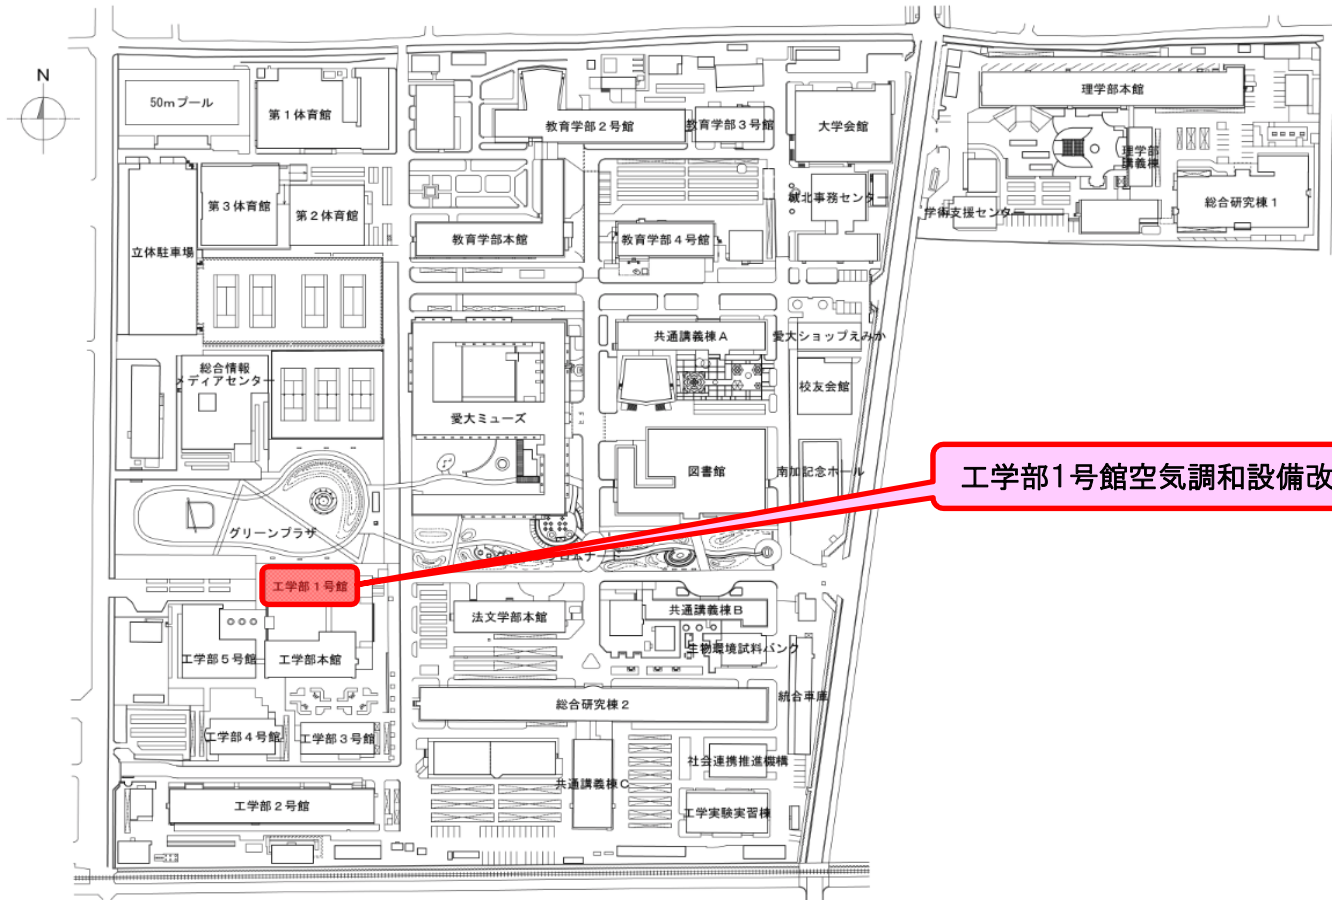 N
50mプール
第1体育館
教育学部2号館
教育学部3号館
大学会館
理学部本館
理学部
講義棟
第3体育館
第2体育館
城北事務センター
学術支援センター
総合研究棟1
立体駐車場
教育学部本館
教育学部4号館
共通講義棟A
愛大ショップえみか
総合情報
メディアセンター
校友会館
愛大ミューズ
図書館
南加記念ホール
工学部1号館空気調和設備改
グリーンプラザ
工学部1号館
法文学部本館
共通講義棟B
生物環境試料バンク
工学部5号館
工学部本館
総合研究棟2
統合車庫
工学部4号館
工学部3号館
社会連携推進機構
共通講義棟C
工学部2号館
工学実験実習棟